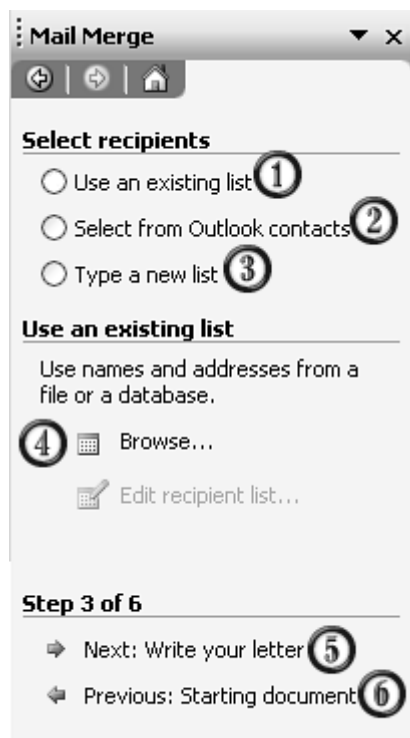 Mail Merge
Select recipients
Use an existing list 1
Select from Outlook contacts 2
Type a new list 3
Use an existing list
Use names and addresses from a
file or a database.
4 Browse...
Edit recipient list...
Step 3 of 6
Next: Write your letter 5
Previous: Starting document 6